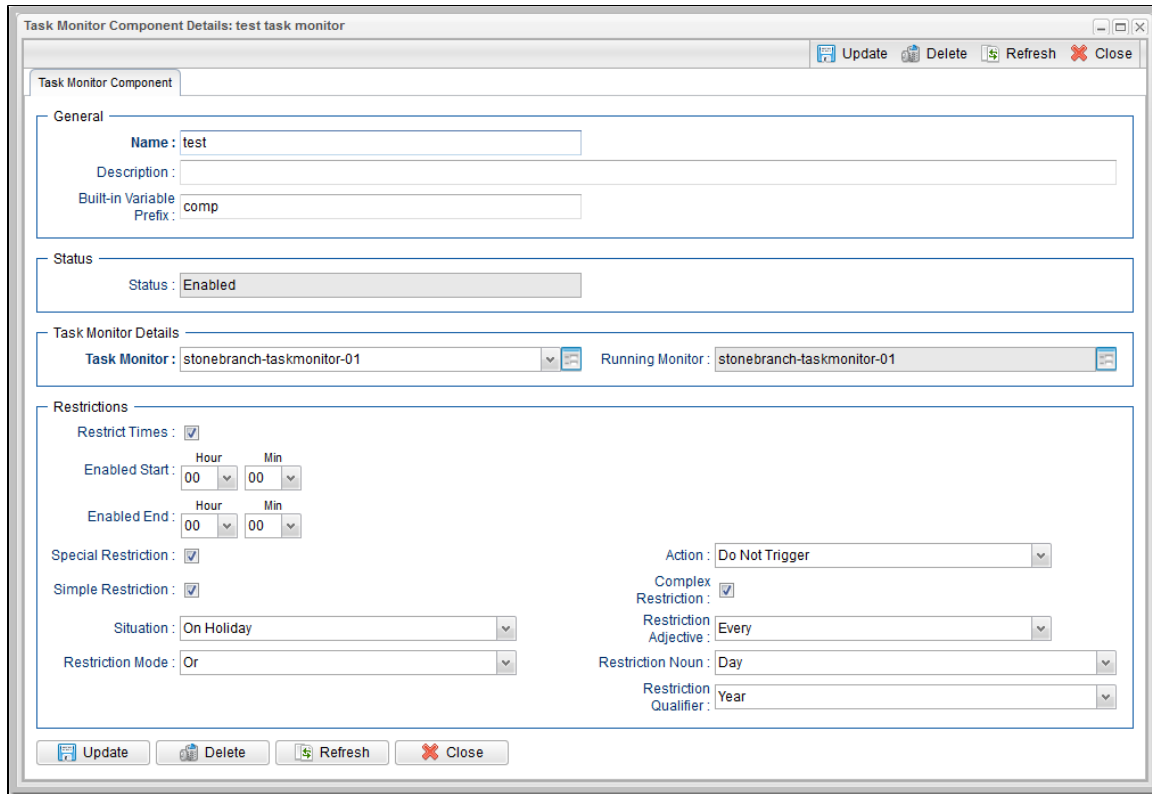 Task Monitor Component Details: test task monitor
Update Delete Refresh Close
Task Monitor Component
General
Name : test
Description :
Built-in Variable
Prefix : comp
Status
Status : Enabled
Task Monitor Details
Task Monitor : stonebranch-taskmonitor-01 Running Monitor : stonebranch-taskmonitor-01
Restrictions
Restrict Times :
Hour Min
Enabled Start : 00 00
Hour Min
Enabled End : 00 00
Special Restriction : Action : Do Not Trigger
Simple Restriction : Complex
Restriction :
Situation : On Holiday Restriction
Adjective : Every
Restriction Mode : Or Restriction Noun : Day
Restriction
Qualifier : Year
Update Delete Refresh Close